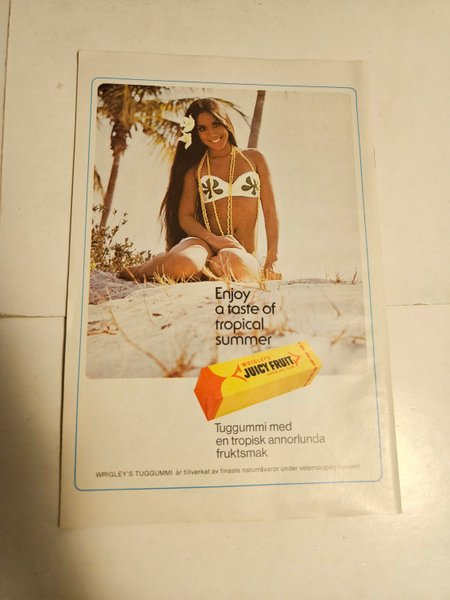 Enjoy
a taste of
tropical
summer
WRIGLEY'S
JUICY FRUIT
Tuggummi med
en tropisk annorlunda
fruktsmak
WRIGLEY'S TUGGUMMI är tillverkat av finaste naturråvaror under vetenskaplig kontroll.